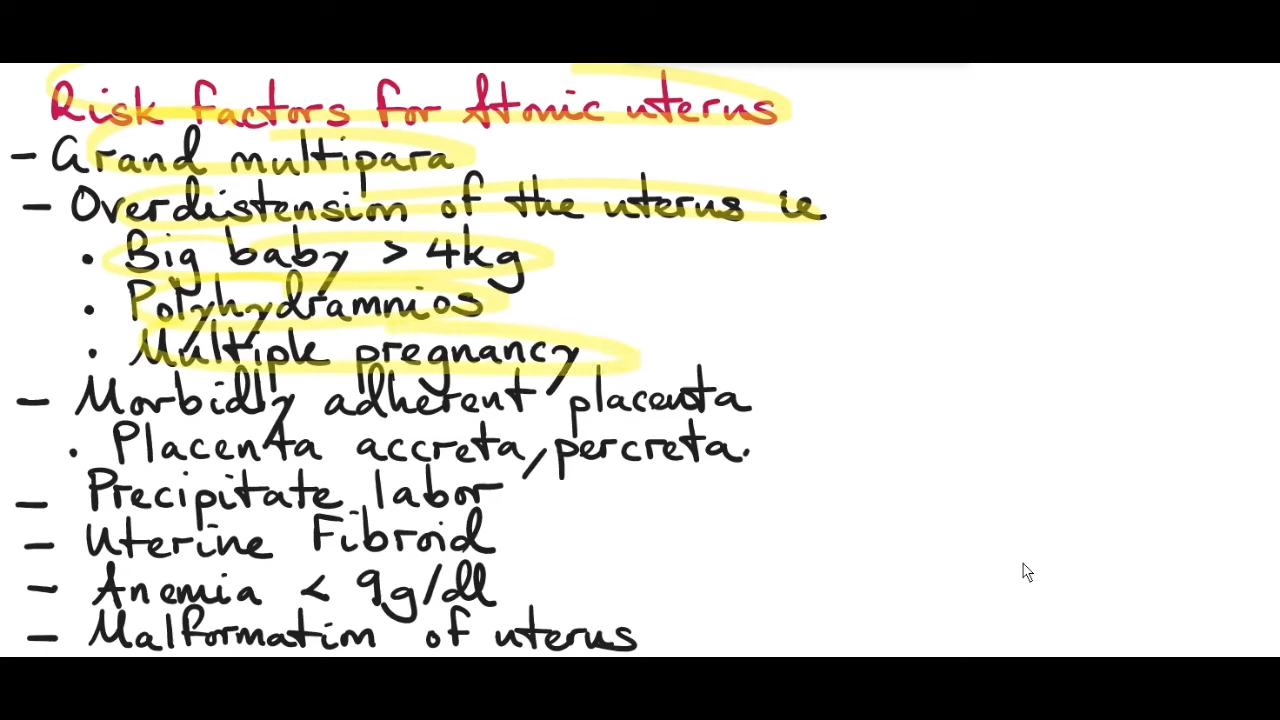 Risk factors for Atonic uterus
- Grand multipara
- Overdistension of the uterus ie
• Big baby > 4kg
• Polyhydramnios
• Multiple pregnancy
- Morbidly adherent placenta
• Placenta accreta, percreta.
- Precipitate labor
- Uterine Fibroid
- Anemia < 9g/dl
- Malformation of uterus